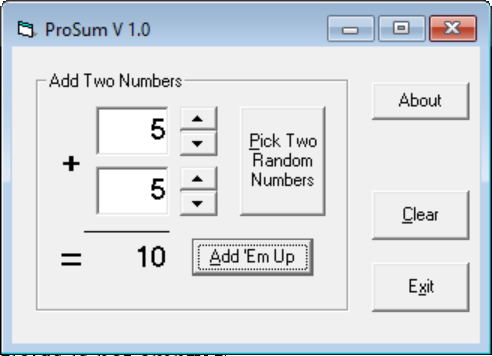 ProSum V 1.0
Add Two Numbers
5
+
5
= 10
Pick Two
Random
Numbers
Add 'Em Up
About
Clear
Exit